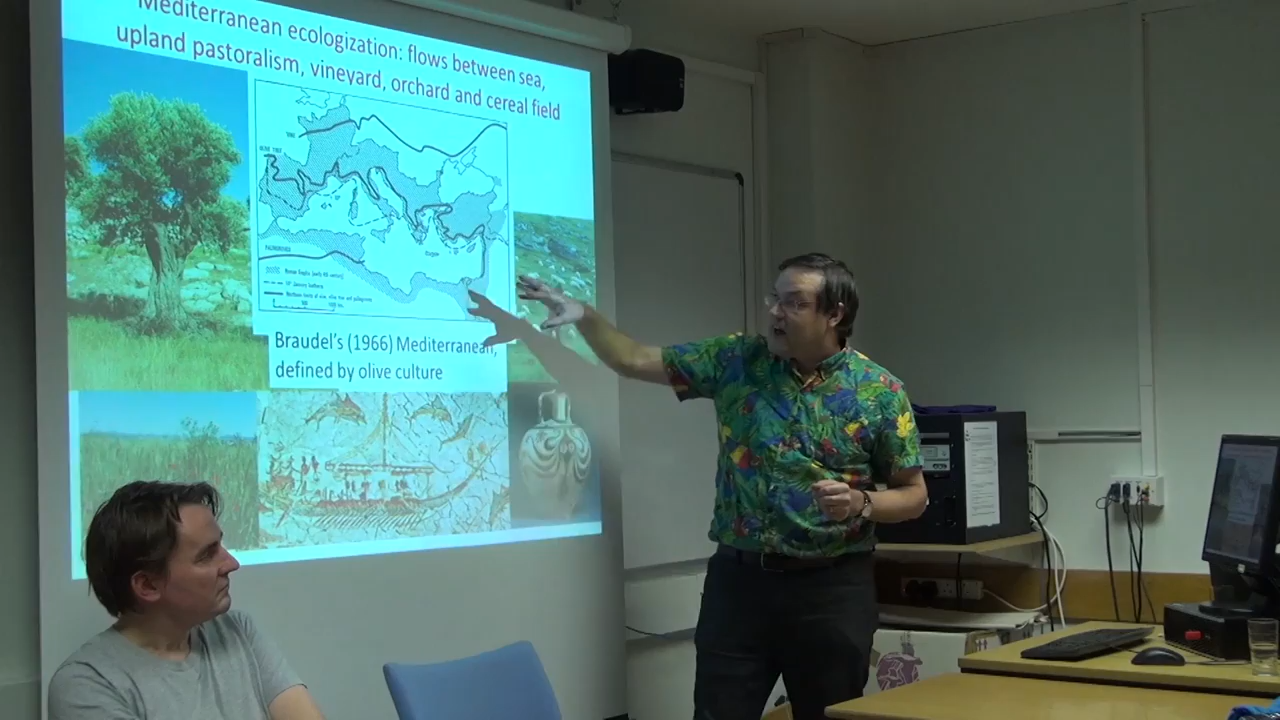 Mediterranean ecologization: flows between sea,
upland pastoralism, vineyard, orchard and cereal field
Braudel's (1966) Mediterranean,
defined by olive culture